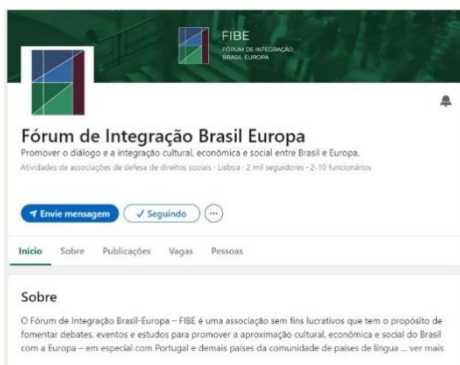 FIBE
FÓRUM DE INTEGRAÇÃO
BRASIL EUROPA
Fórum de Integração Brasil Europa
Promover o diálogo e a integração cultural, econômica e social entre Brasil e Europa.
Atividades de associações de defesa de direitos sociais · Lisboa · 2 mil seguidores · 2-10 funcionários
Envie mensagem
Seguindo
Início Sobre Publicações Vagas Pessoas
Sobre
O Fórum de Integração Brasil-Europa – FIBE é uma associação sem fins lucrativos que tem o propósito de
fomentar debates, eventos e estudos para promover a aproximação cultural, econômica e social do Brasil
com a Europa – em especial com Portugal e demais países da comunidade de países de língua ... ver mais